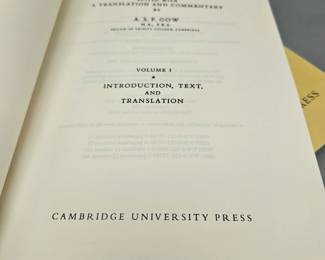 A TRANSLATION AND COMMENTARY
BY
A. S. F. GOW
M.A., F.B.A.
FELLOW OF TRINITY COLLEGE, CAMBRIDGE
VOLUME I
INTRODUCTION, TEXT,
AND
TRANSLATION
CAMBRIDGE UNIVERSITY PRESS